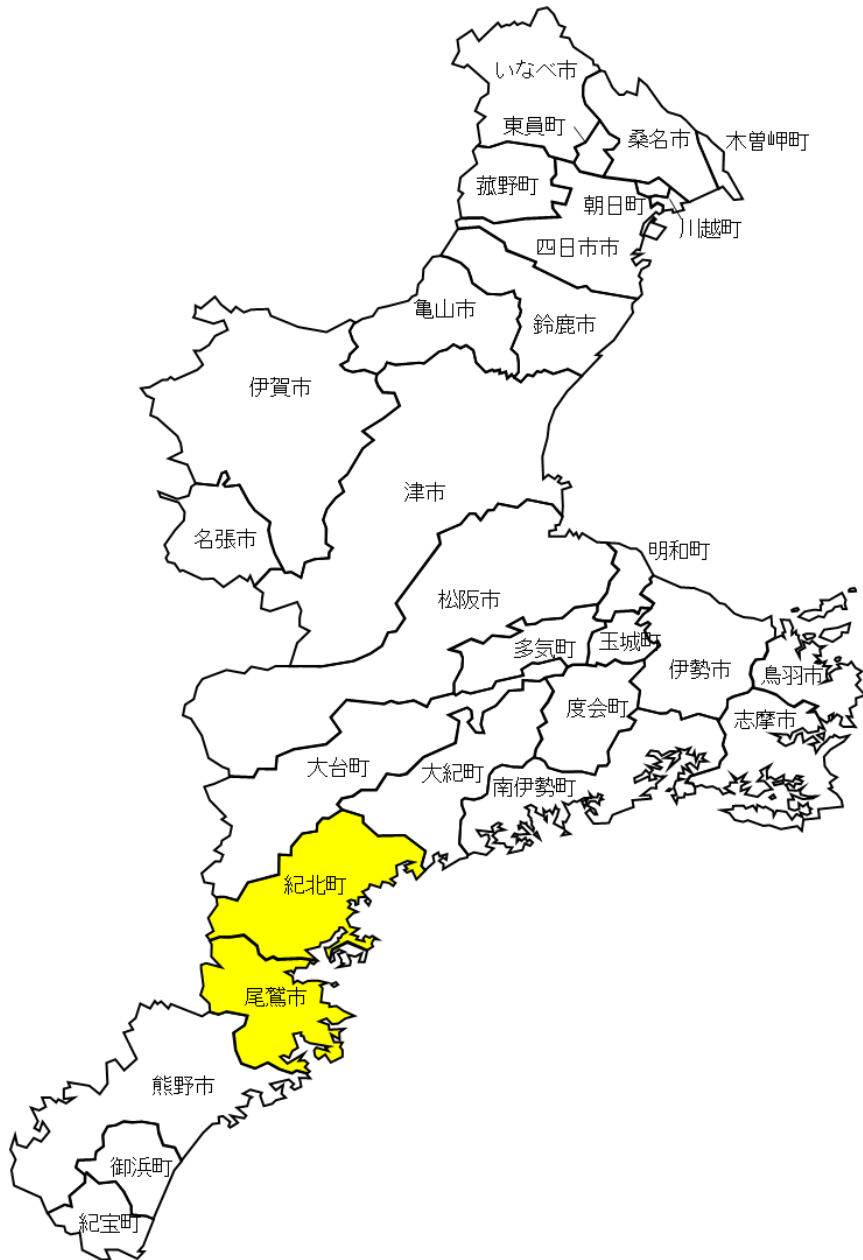 いなべ市
東員町
桑名市
木曽岬町
菰野町
朝日町
川越町
四日市市
亀山市
鈴鹿市
伊賀市
津市
名張市
明和町
松阪市
多気町
玉城町
伊勢市
鳥羽市
度会町
志摩市
大台町
大紀町
南伊勢町
紀北町
尾鷲市
熊野市
御浜町
紀宝町